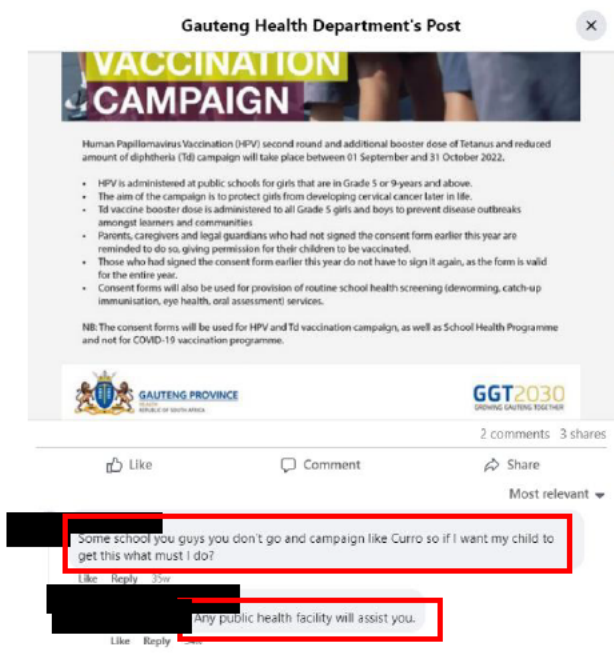 Gauteng Health Department's Post
VACCINATION
CAMPAIGN
Human Papillomavirus Vaccination (HPV) second round and additional booster dose of Tetanus and reduced
amount of diphtheria (Td) campaign will take place between 01 September and 31 October 2022.
• HPV is administered at public schools for girls that are in Grade 5 or 9-years and above.
• The aim of the campaign is to protect girls from developing cervical cancer later in life.
• Td vaccine booster dose is administered to all Grade 5 girls and boys to prevent disease outbreaks
amongst learners and communities
• Parents, caregivers and legal guardians who had not signed the consent form earlier this year are
reminded to do so, giving permission for their children to be vaccinated.
• Those who had signed the consent form earlier this year do not have to sign it again, as the form is valid
for the entire year.
• Consent forms will also be used for provision of routine school health screening (deworming, catch-up
immunisation, eye health, oral assessment) services.
NB: The consent forms will be used for HPV and Td vaccination campaign, as well as School Health Programme
and not for COVID-19 vaccination programme.
GAUTENG PROVINCE
HEALTH
REPUBLIC OF SOUTH AFRICA
GGT2030
GROWING GAUTENG TOGETHER
2 comments 3 shares
Like Comment Share
Most relevant
Some school you guys you don't go and campaign like Curro so if I want my child to
get this what must I do?
Like Reply 35w
Any public health facility will assist you.
Like Reply